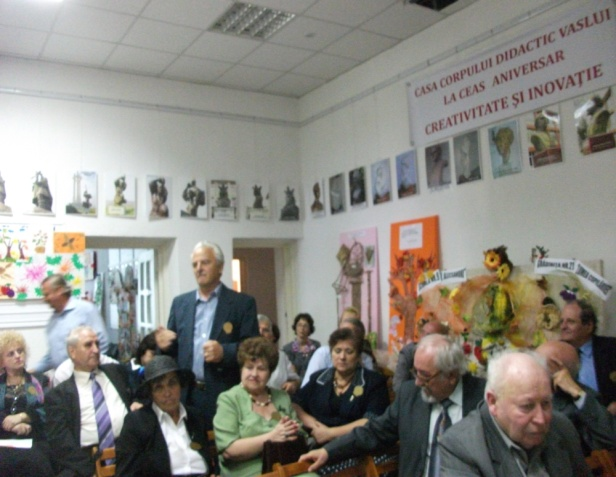 CASA CORPULUI DIDACTIC VASLUI
LA CEAS ANIVERSAR
CREATIVITATE ŞI INOVAŢIE